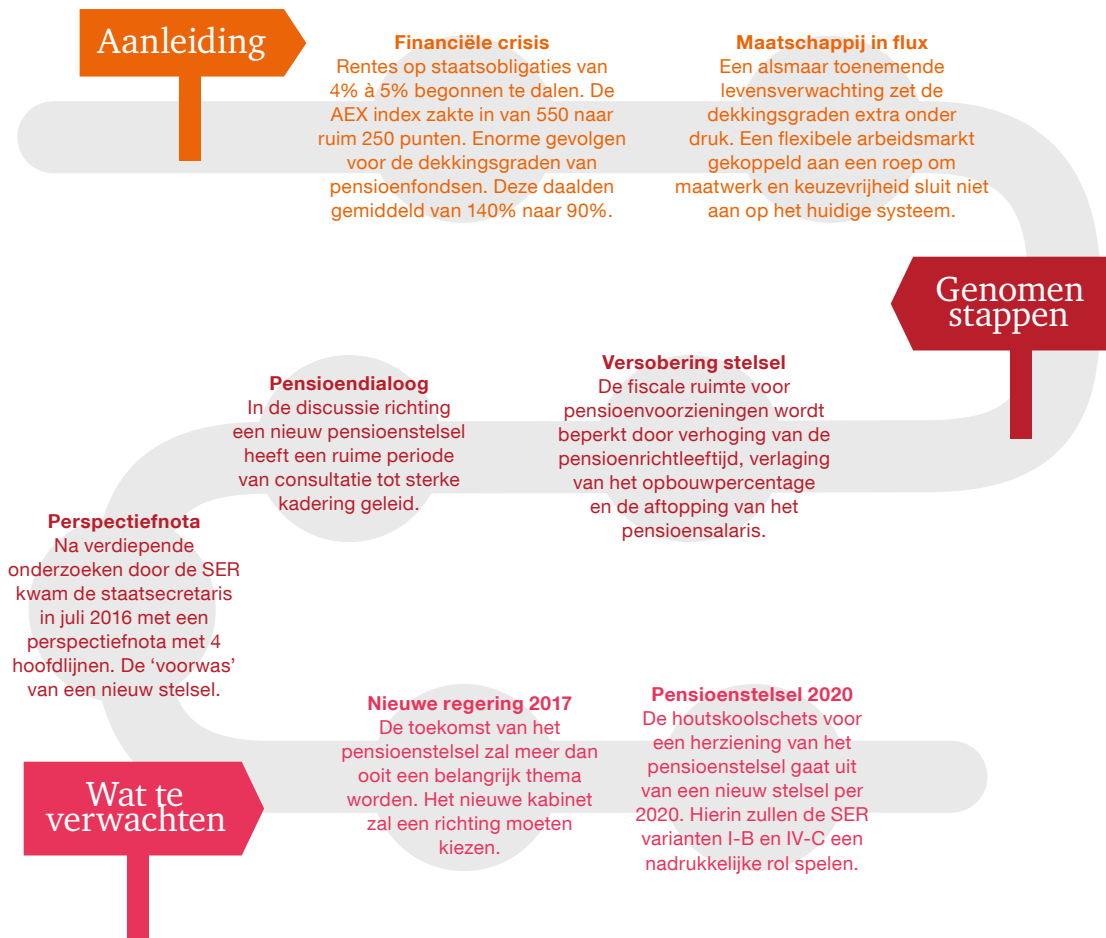 Aanleiding
Financiële crisis
Rentes op staatsobligaties van
4% à 5% begonnen te dalen. De
AEX index zakte in van 550 naar
ruim 250 punten. Enorme gevolgen
voor de dekkingsgraden van
pensioenfondsen. Deze daalden
gemiddeld van 140% naar 90%.
Maatschappij in flux
Een alsmaar toenemende
levensverwachting zet de
dekkingsgraden extra onder
druk. Een flexibele arbeidsmarkt
gekoppeld aan een roep om
maatwerk en keuzevrijheid sluit niet
aan op het huidige systeem.
Genomen
stappen
Versobering stelsel
De fiscale ruimte voor
pensioenvoorzieningen wordt
beperkt door verhoging van de
pensioenrichtleeftijd, verlaging
van het opbouwpercentage
en de aftopping van het
pensioensalaris.
Pensioendialoog
In de discussie richting
een nieuw pensioenstelsel
heeft een ruime periode
van consultatie tot sterke
kadering geleid.
Perspectiefnota
Na verdiepende
onderzoeken door de SER
kwam de staatsecretaris
in juli 2016 met een
perspectiefnota met 4
hoofdlijnen. De ‘voorwas’
van een nieuw stelsel.
Wat te
verwachten
Nieuwe regering 2017
De toekomst van het
pensioenstelsel zal meer dan
ooit een belangrijk thema
worden. Het nieuwe kabinet
zal een richting moeten
kiezen.
Pensioenstelsel 2020
De houtskoolschets voor
een herziening van het
pensioenstelsel gaat uit
van een nieuw stelsel per
2020. Hierin zullen de SER
varianten I-B en IV-C een
nadrukkelijke rol spelen.